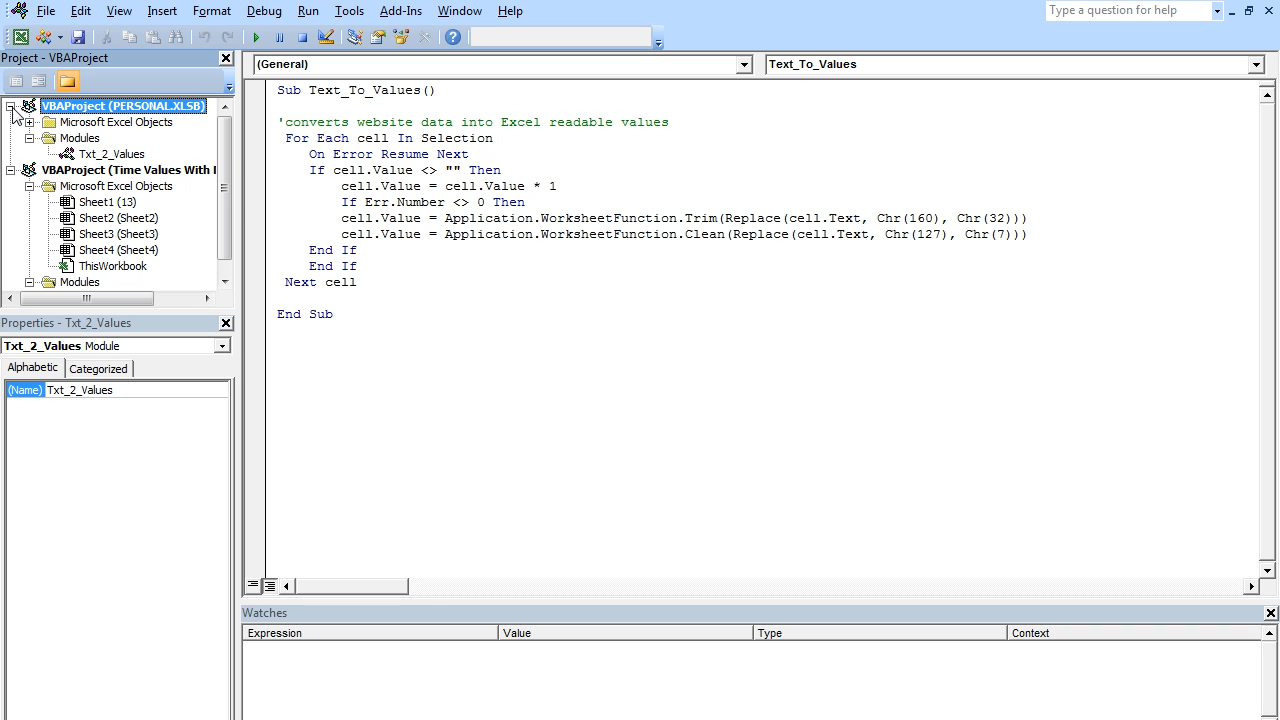 File Edit View Insert Format Debug Run Tools Add-Ins Window Help
Type a question for help
Project - VBAProject
VBAProject (PERSONAL.XLSB)
Microsoft Excel Objects
Modules
Txt_2_Values
VBAProject (Time Values With
Microsoft Excel Objects
Sheet1 (13)
Sheet2 (Sheet2)
Sheet3 (Sheet3)
Sheet4 (Sheet4)
ThisWorkbook
Modules
Properties - Txt_2_Values
Txt_2_Values Module
Alphabetic Categorized
(Name) Txt_2_Values
(General) Text_To_Values
Sub Text_To_Values()
'converts website data into Excel readable values
For Each cell In Selection
On Error Resume Next
If cell.Value <> "" Then
cell.Value = cell.Value * 1
If Err.Number <> 0 Then
cell.Value = Application.WorksheetFunction.Trim(Replace(cell.Text, Chr(160), Chr(32)))
cell.Value = Application.WorksheetFunction.Clean(Replace(cell.Text, Chr(127), Chr(7)))
End If
End If
Next cell
End Sub
Watches
Expression Value Type Context